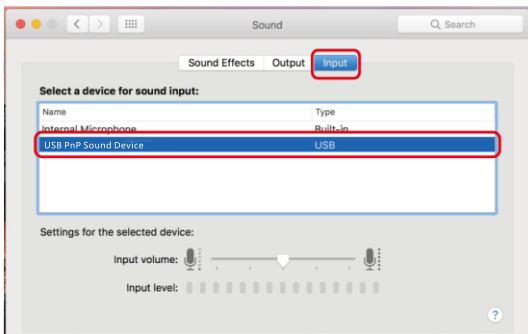 Sound
Search
Sound Effects Output Input
Select a device for sound input:
Name Type
Internal Microphone Built-in
USB PnP Sound Device USB
Settings for the selected device:
Input volume:
Input level:
?